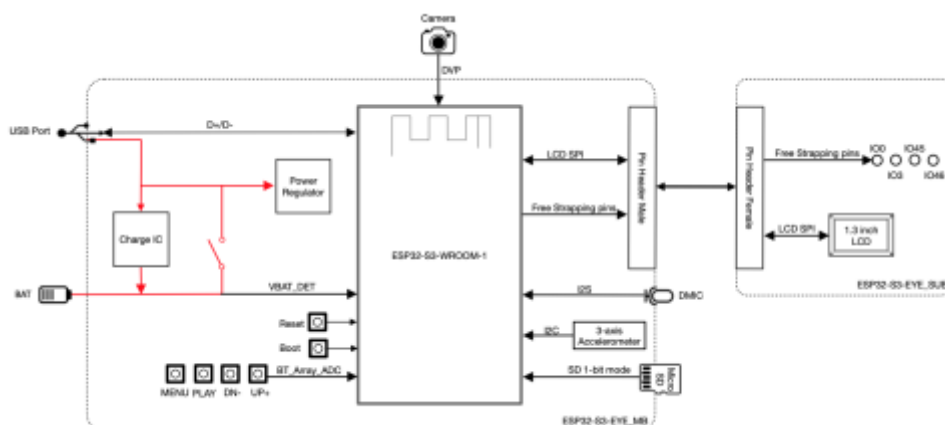 Camera
DVP
USB Port
D+/D-
Power
Regulator
Charge IC
BAT
VBAT_DET
Reset
Boot
BT_Array_ADC
MENU
PLAY
DN-
UP+
ESP32-S3-WROOM-1
LCD SPI
Free Strapping pins
Pin Header Male
I2S
DMIC
I2C
3-axis
Accelerometer
SD 1-bit mode
Micro
SD
ESP32-S3-EYE_MB
Pin Header Female
Free Strapping pins
IO0
IO45
IO3
IO46
LCD SPI
1.3 inch
LCD
ESP32-S3-EYE_SUB